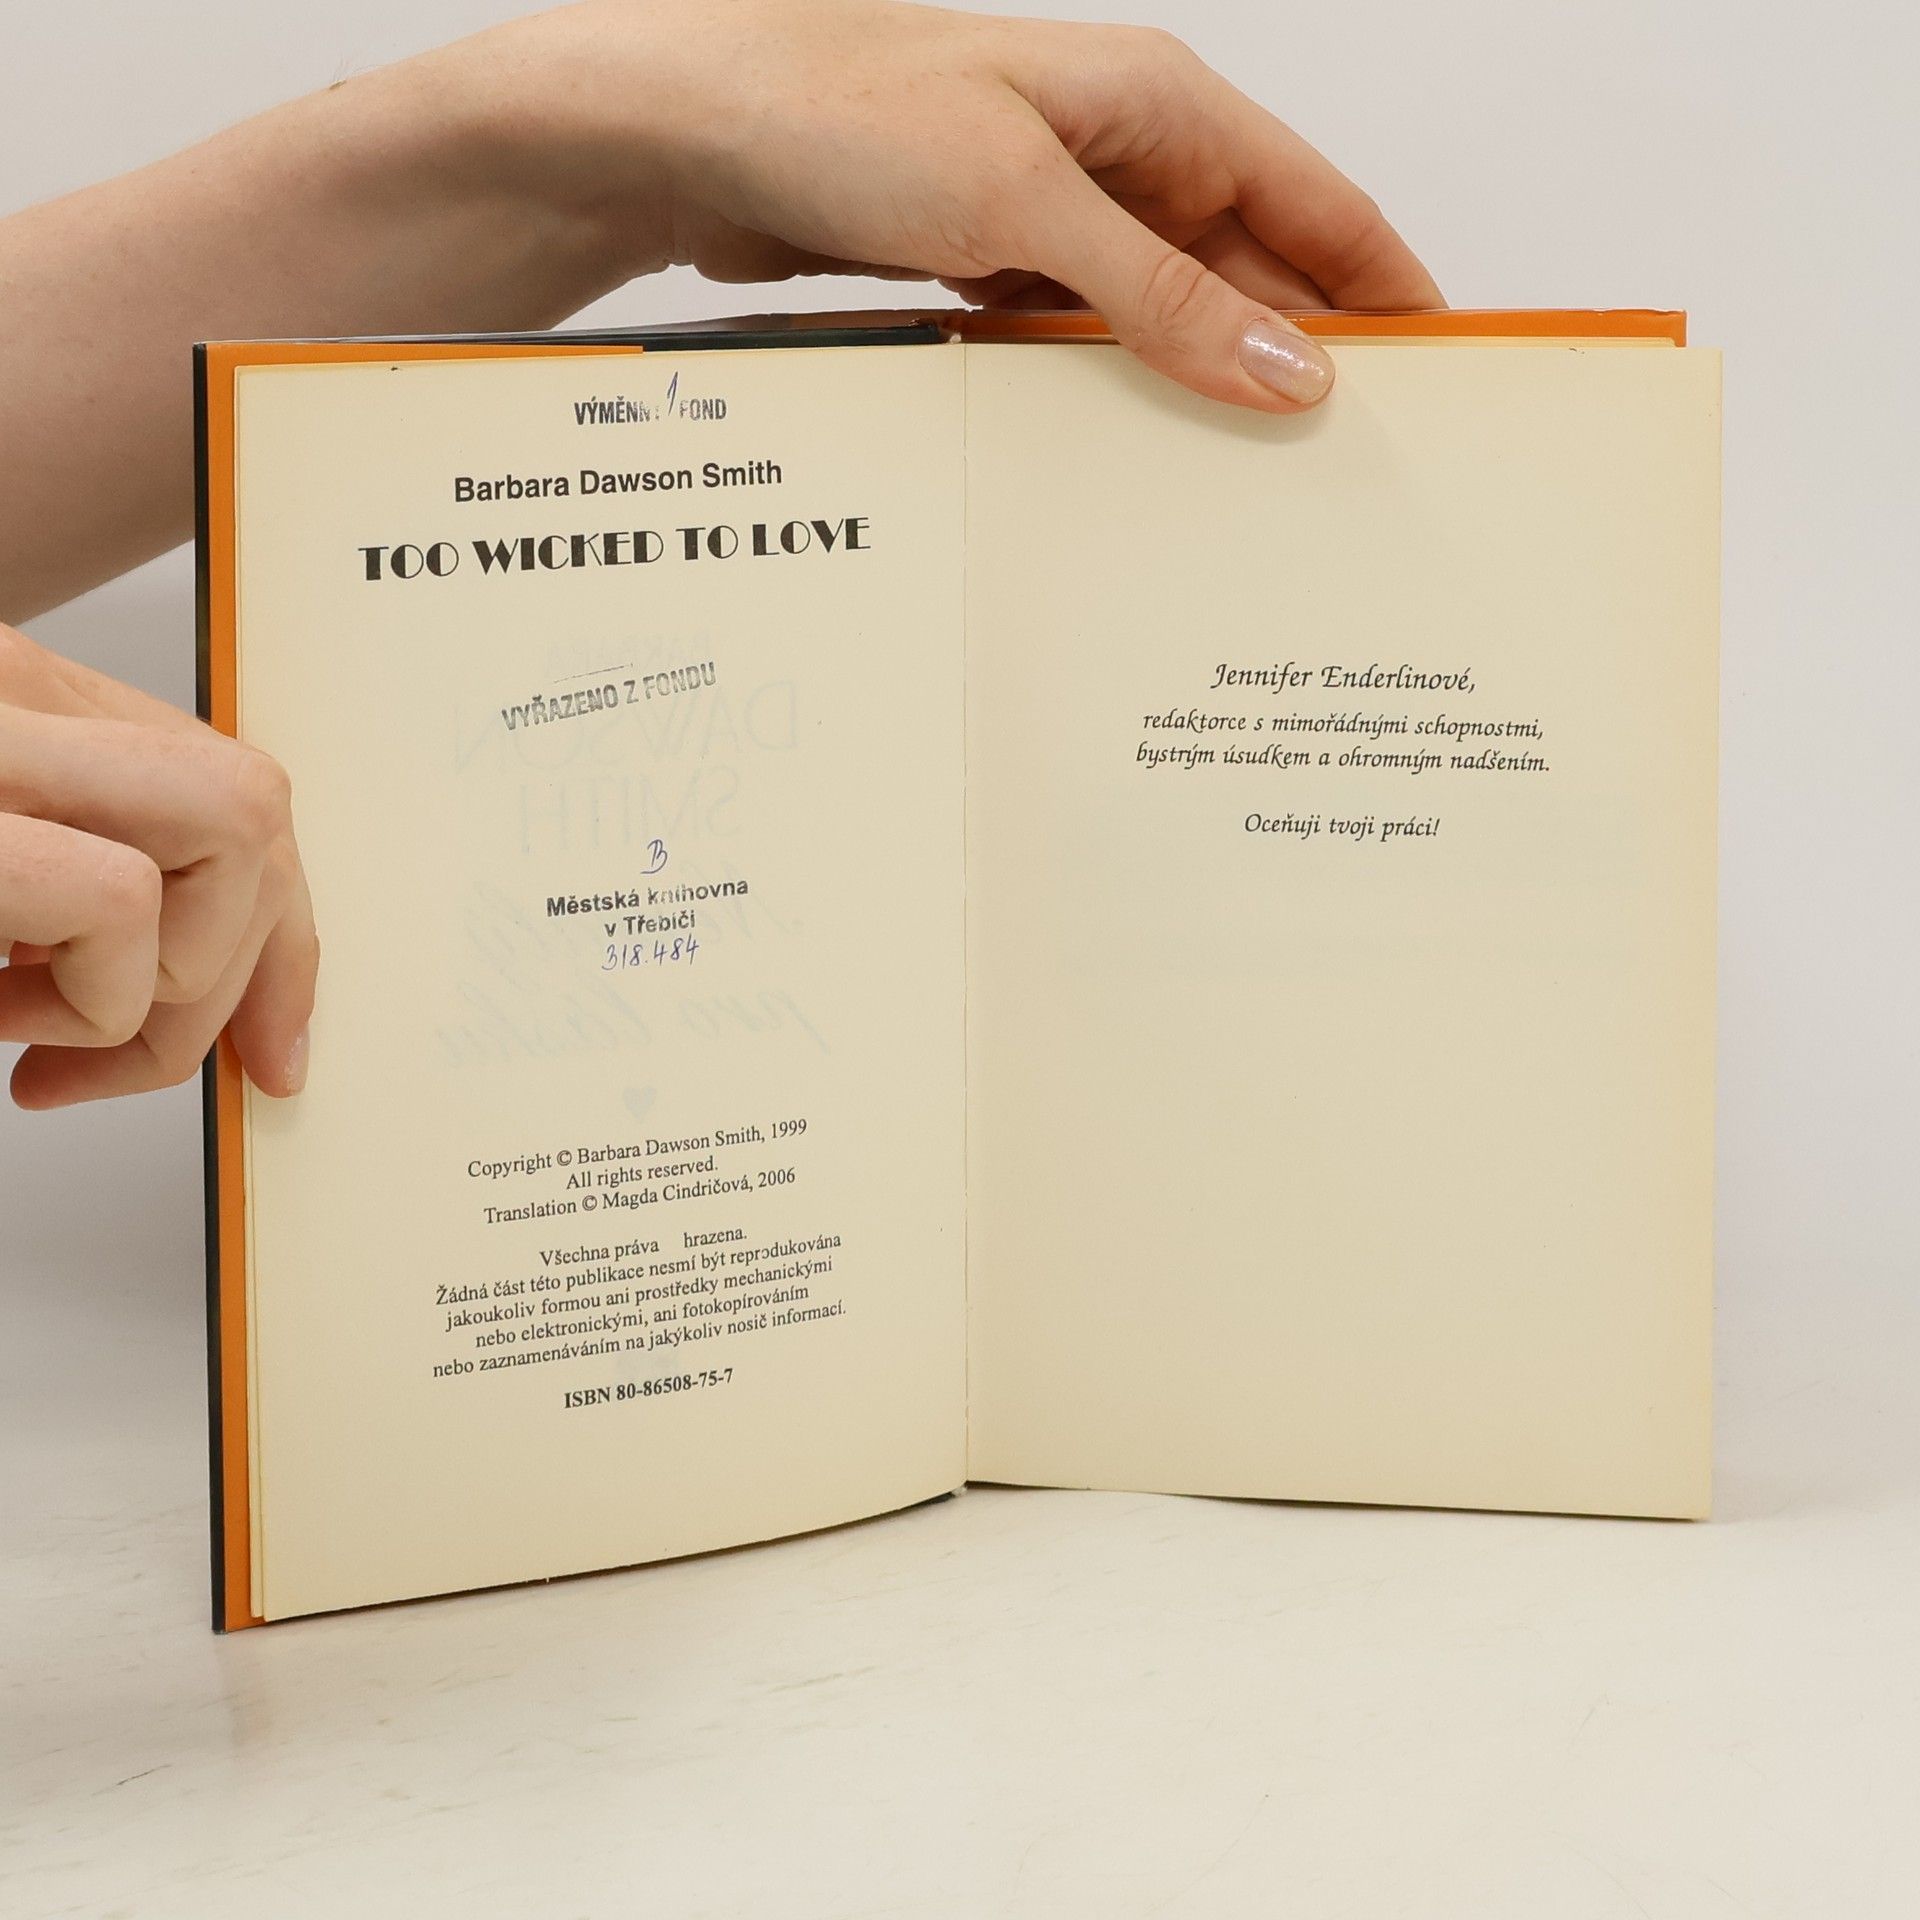 VÝMĚNN 1 FOND
Barbara Dawson Smith
TOO WICKED TO LOVE
VYŘAZENO Z FONDU
B
Městská knihovna
v Třebíči
318.484
Copyright © Barbara Dawson Smith, 1999
All rights reserved.
Translation © Magda Cindričová, 2006
Všechna práva hrazena.
Žádná část této publikace nesmí být reprodukována
jakoukoliv formou ani prostředky mechanickými
nebo elektronickými, ani fotokopírováním
nebo zaznamenáváním na jakýkoliv nosič informací.
ISBN 80-86508-75-7
Jennifer Enderlinové,
redaktorce s mimořádnými schopnostmi,
bystrým úsudkem a ohromným nadšením.
Oceňuji tvoji práci!